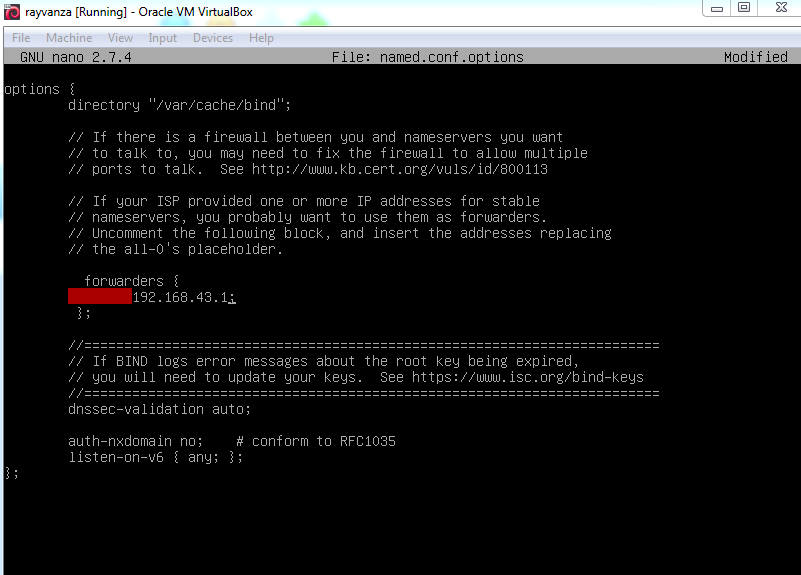 rayvanza [Running] - Oracle VM VirtualBox
File Machine View Input Devices Help
GNU nano 2.7.4 File: named.conf.options Modified
options {
directory "/var/cache/bind";
// If there is a firewall between you and nameservers you want
// to talk to, you may need to fix the firewall to allow multiple
// ports to talk. See http://www.kb.cert.org/vuls/id/800113
// If your ISP provided one or more IP addresses for stable
// nameservers, you probably want to use them as forwarders.
// Uncomment the following block, and insert the addresses replacing
// the all-0's placeholder.
forwarders {
192.168.43.1;
};
//========================================================================
// If BIND logs error messages about the root key being expired,
// you will need to update your keys. See https://www.isc.org/bind-keys
//========================================================================
dnssec-validation auto;
auth-nxdomain no; # conform to RFC1035
listen-on-v6 { any; };
};